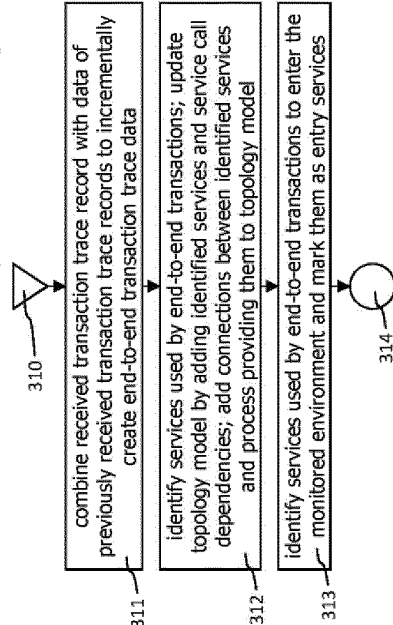 310
combine received transaction trace record with data of
previously received transaction trace records to incrementally
create end-to-end transaction trace data
311
identify services used by end-to-end transactions; update
topology model by adding identified services and service call
dependencies; add connections between identified services
and process providing them to topology model
312
identify services used by end-to-end transactions to enter the
monitored environment and mark them as entry services
313
314